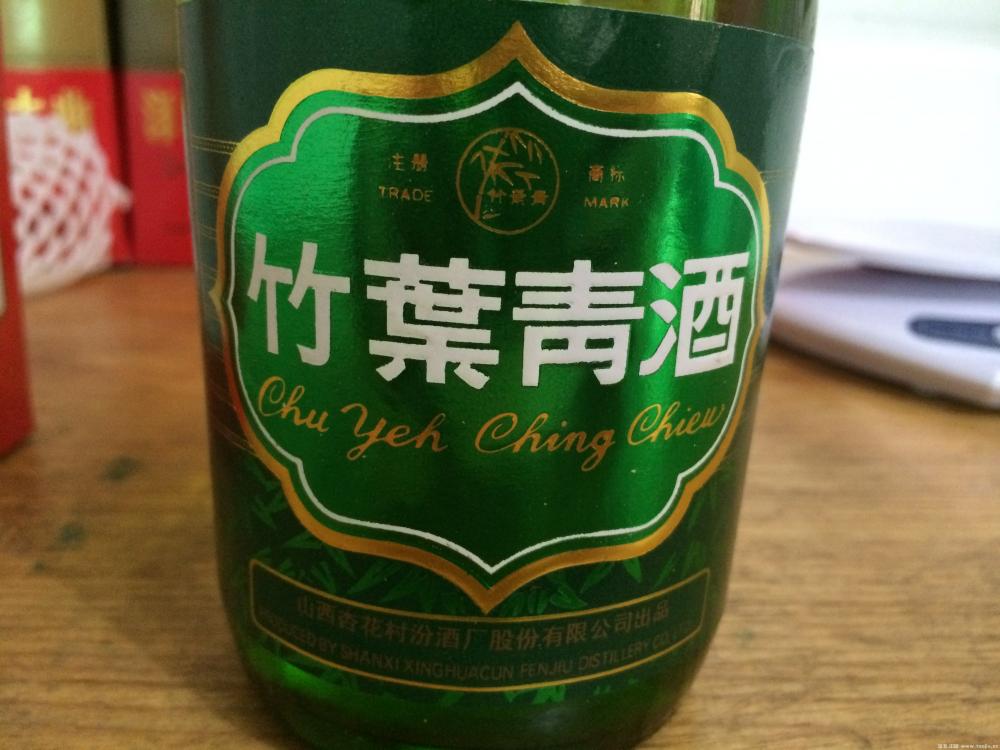 注册 商标
TRADE MARK
竹葉青
竹葉青酒
Chu Yeh Ching Chiew
山西杏花村汾酒厂股份有限公司出品
PRODUCED BY SHANXI XINGHUACUN FENJIU DISTILLERY CO.